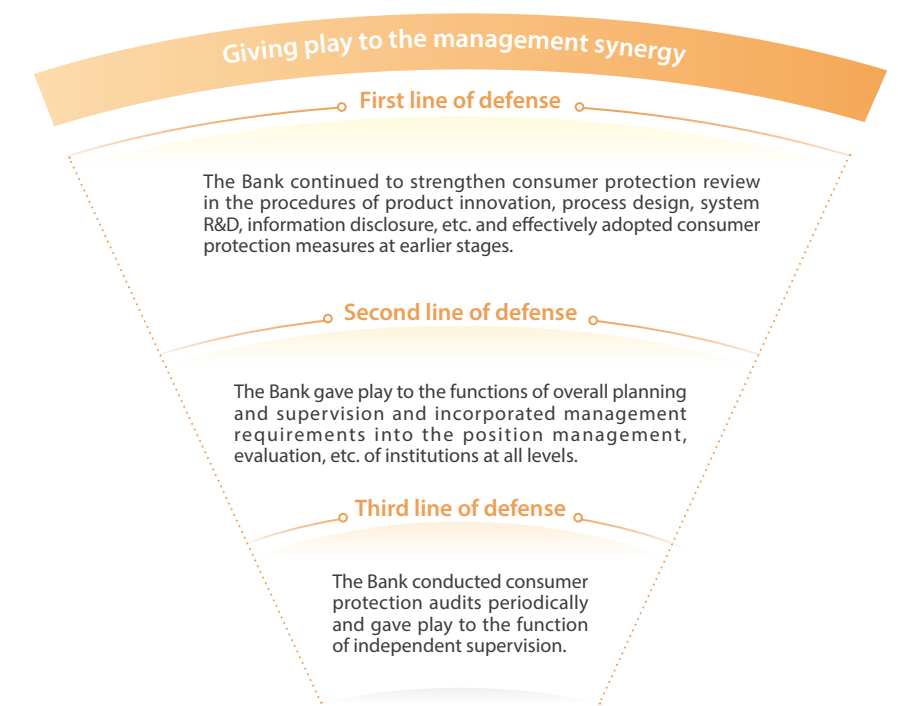 Giving play to the management synergy
First line of defense
The Bank continued to strengthen consumer protection review
in the procedures of product innovation, process design, system
R&D, information disclosure, etc. and effectively adopted consumer
protection measures at earlier stages.
Second line of defense
The Bank gave play to the functions of overall planning
and supervision and incorporated management
requirements into the position management,
evaluation, etc. of institutions at all levels.
Third line of defense
The Bank conducted consumer
protection audits periodically
and gave play to the function
of independent supervision.